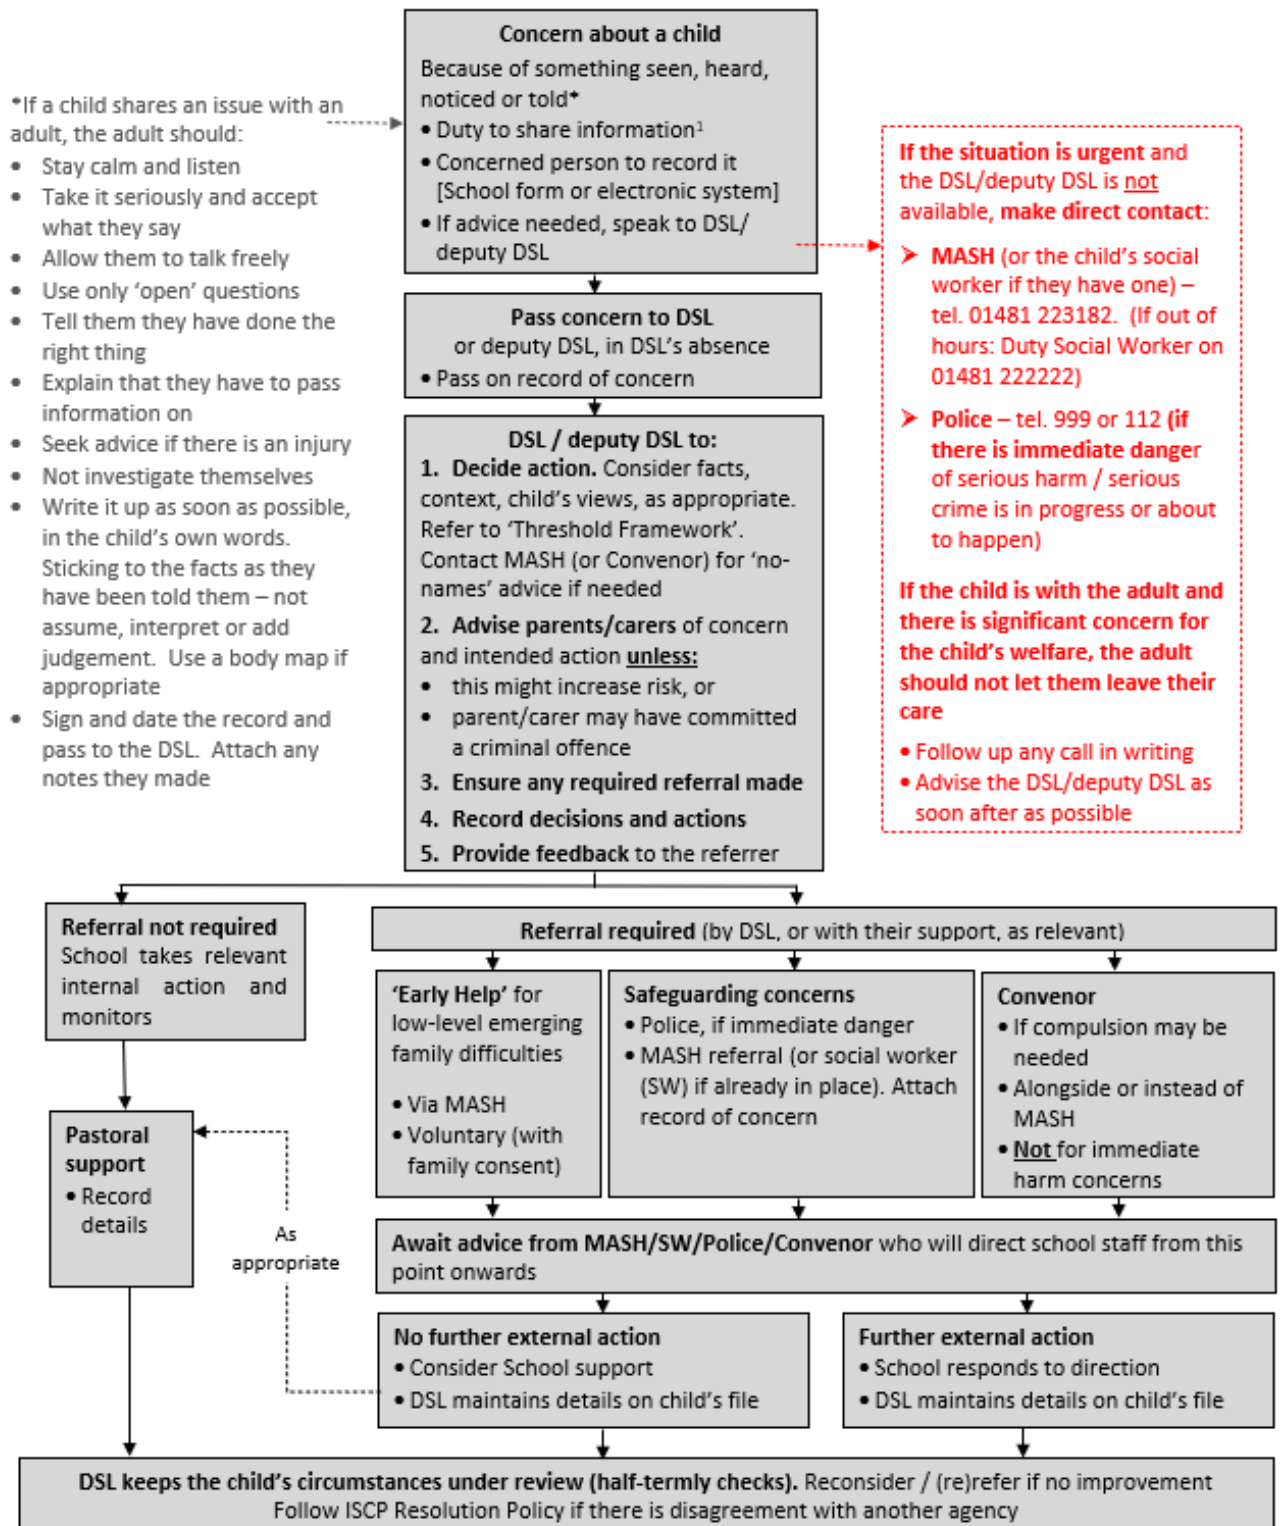 Concern about a child
Because of something seen, heard,
noticed or told*
• Duty to share information¹
• Concerned person to record it
[School form or electronic system]
• If advice needed, speak to DSL/
deputy DSL
*If a child shares an issue with an
adult, the adult should:
• Stay calm and listen
• Take it seriously and accept
what they say
• Allow them to talk freely
• Use only ‘open’ questions
• Tell them they have done the
right thing
• Explain that they have to pass
information on
• Seek advice if there is an injury
• Not investigate themselves
• Write it up as soon as possible,
in the child’s own words.
Sticking to the facts as they
have been told them – not
assume, interpret or add
judgement. Use a body map if
appropriate
• Sign and date the record and
pass to the DSL. Attach any
notes they made
If the situation is urgent and
the DSL/deputy DSL is not
available, make direct contact:
➢ MASH (or the child’s social
worker if they have one) –
tel. 01481 223182. (If out of
hours: Duty Social Worker on
01481 222222)
➢ Police – tel. 999 or 112 (if
there is immediate danger
of serious harm / serious
crime is in progress or about
to happen)
If the child is with the adult and
there is significant concern for
the child’s welfare, the adult
should not let them leave their
care
• Follow up any call in writing
• Advise the DSL/deputy DSL as
soon after as possible
Pass concern to DSL
or deputy DSL, in DSL’s absence
• Pass on record of concern
DSL / deputy DSL to:
1. Decide action. Consider facts,
context, child’s views, as appropriate.
Refer to ‘Threshold Framework’.
Contact MASH (or Convenor) for ‘no-
names’ advice if needed
2. Advise parents/carers of concern
and intended action unless:
• this might increase risk, or
• parent/carer may have committed
a criminal offence
3. Ensure any required referral made
4. Record decisions and actions
5. Provide feedback to the referrer
Referral not required
School takes relevant
internal action and
monitors
Referral required (by DSL, or with their support, as relevant)
‘Early Help’ for
low-level emerging
family difficulties
• Via MASH
• Voluntary (with
family consent)
Safeguarding concerns
• Police, if immediate danger
• MASH referral (or social worker
(SW) if already in place). Attach
record of concern
Convenor
• If compulsion may be
needed
• Alongside or instead of
MASH
• Not for immediate
harm concerns
Pastoral
support
• Record
details
As
appropriate
Await advice from MASH/SW/Police/Convenor who will direct school staff from this
point onwards
No further external action
• Consider School support
• DSL maintains details on child’s file
Further external action
• School responds to direction
• DSL maintains details on child’s file
DSL keeps the child’s circumstances under review (half-termly checks). Reconsider / (re)refer if no improvement
Follow ISCP Resolution Policy if there is disagreement with another agency